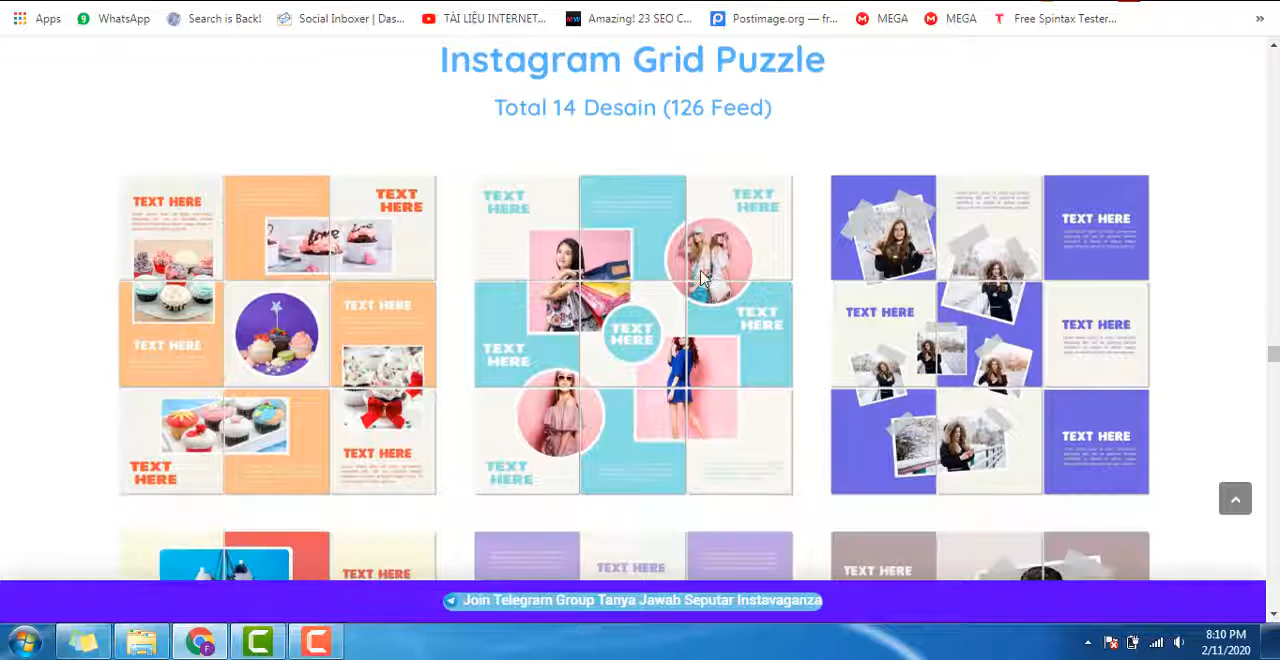 Apps WhatsApp Search is Back! Social Inboxer | Das... TÀI LIỆU INTERNET... Amazing! 23 SEO C... Postimage.org — fr... MEGA MEGA Free Spintax Tester... »
Instagram Grid Puzzle
Total 14 Desain (126 Feed)
TEXT HERE
TEXT
HERE
TEXT HERE
TEXT HERE
TEXT
HERE
TEXT HERE
TEXT
HERE
TEXT
HERE
TEXT
HERE
TEXT
HERE
TEXT
HERE
TEXT
HERE
TEXT
HERE
TEXT HERE
TEXT HERE
TEXT HERE
TEXT HERE
TEXT HERE
TEXT HERE
TEXT HERE
Join Telegram Group Tanya Jawab Seputar Instavaganza
8:10 PM
2/11/2020